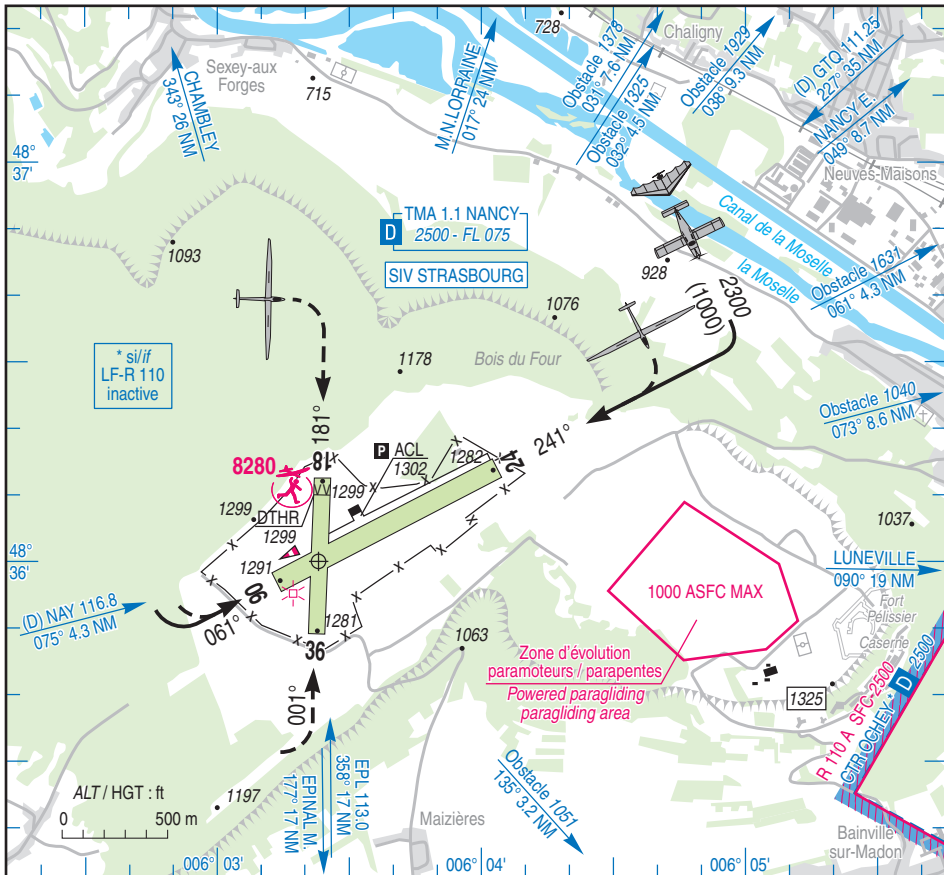 728
Chaligny
Sexey-aux
Forges
715
CHAMBLEY
343° 26 NM
M.N.LORRAINE
017° 24 NM
Obstacle 1378
031° 7.6 NM
Obstacle 1325
032° 4.5 NM
Obstacle 1929
038° 9.3 NM
(D) GTQ 111.25
227° 35 NM
NANCY E.
049° 8.7 NM
48°
37'
Neuves-Maisons
TMA 1.1 NANCY
D
2500 - FL 075
SIV STRASBOURG
Canal de la Moselle
la Moselle
1093
928
2300
(1000)
Obstacle 1631
061° 4.3 NM
1076
* si/if
LF-R 110
inactive
1178
Bois du Four
Obstacle 1040
073° 8.6 NM
181°
18
241°
24
P ACL
1302
1282
8280
1299
1299
DTHR
1299
1037
48°
36'
1291
06
061°
1000 ASFC MAX
LUNEVILLE
090° 19 NM
(D) NAY 116.8
075° 4.3 NM
1281
36
001°
1063
Fort
Pélissier
Caserne
Zone d'évolution
paramoteurs / parapentes
Powered paragliding
paragliding area
1325
R 110 A SFC-2500
CTR OCHEY* D 2500
EPL 113.0
358° 17 NM
EPINAL M.
177° 17 NM
Obstacle 1051
135° 3.2 NM
ALT / HGT : ft
0 500 m
1197
Maizières
Bainville
sur-Madon
006° 03'
006° 04'
006° 05'